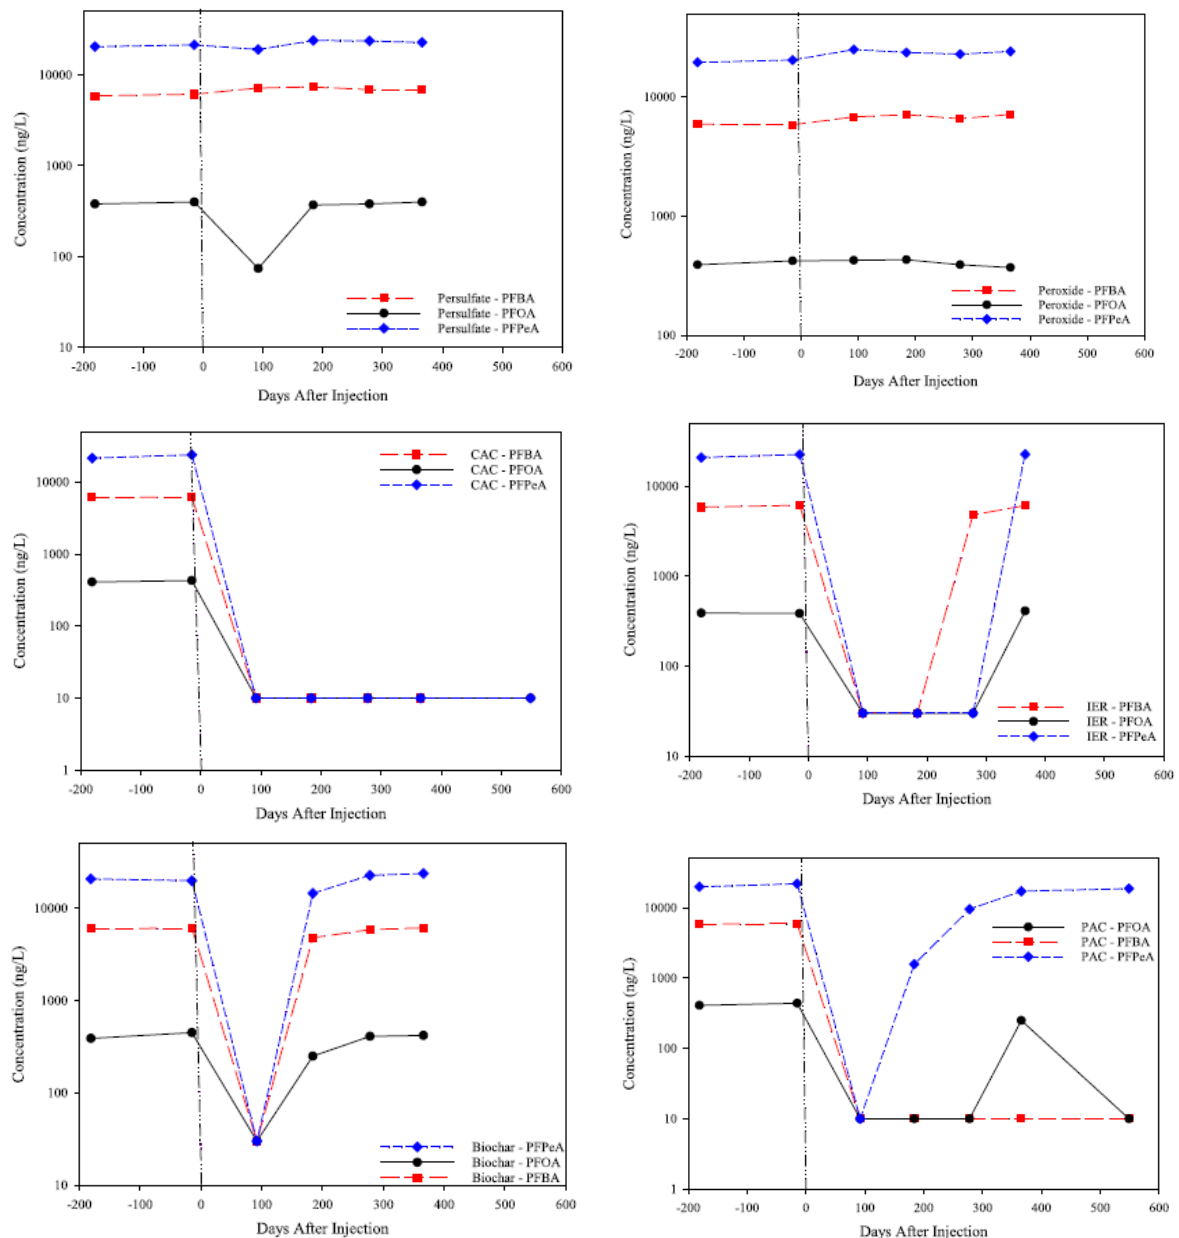 10000
1000
100
10
Concentration (ng/L)
Persulfate - PFBA
Persulfate - PFOA
Persulfate - PFPeA
-200 -100 0 100 200 300 400 500 600
Days After Injection
10000
1000
100
Concentration (ng/L)
Peroxide - PFBA
Peroxide - PFOA
Peroxide - PFPeA
-200 -100 0 100 200 300 400 500 600
Days After Injection
10000
1000
100
10
1
Concentration (ng/L)
CAC - PFBA
CAC - PFOA
CAC - PFPeA
-200 -100 0 100 200 300 400 500 600
Days After Injection
10000
1000
100
10
Concentration (ng/L)
IER - PFBA
IER - PFOA
IER - PFPeA
-200 -100 0 100 200 300 400 500 600
Days After Injection
10000
1000
100
10
Concentration (ng/L)
Biochar - PFPeA
Biochar - PFOA
Biochar - PFBA
-200 -100 0 100 200 300 400 500 600
Days After Injection
10000
1000
100
10
1
Concentration (ng/L)
PAC - PFOA
PAC - PFBA
PAC - PFPeA
-200 -100 0 100 200 300 400 500 600
Days After Injection